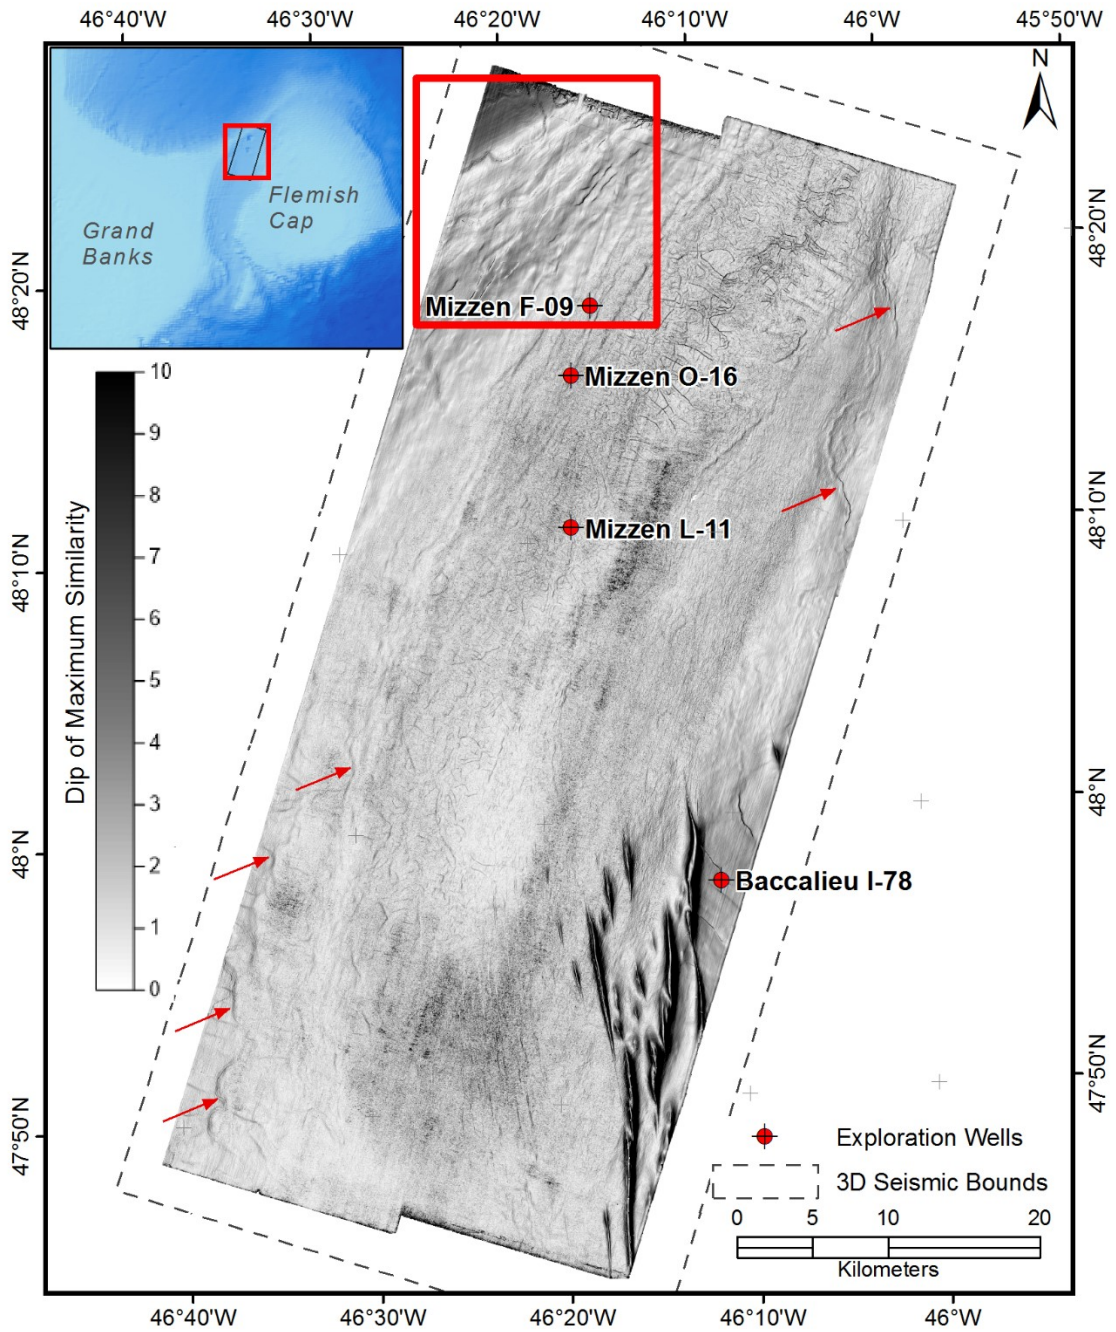 46°40'W 46°30'W 46°20'W 46°10'W 46°W 45°50'W
N
Grand
Banks
Flemish
Cap
48°20'N
48°20'N
Mizzen F-09
Mizzen O-16
Mizzen L-11
Baccalieu I-78
48°10'N
48°10'N
48°N
48°N
47°50'N
47°50'N
Dip of Maximum Similarity
10
9
8
7
6
5
4
3
2
1
0
Exploration Wells
3D Seismic Bounds
0 5 10 20
Kilometers
46°40'W 46°30'W 46°20'W 46°10'W 46°W